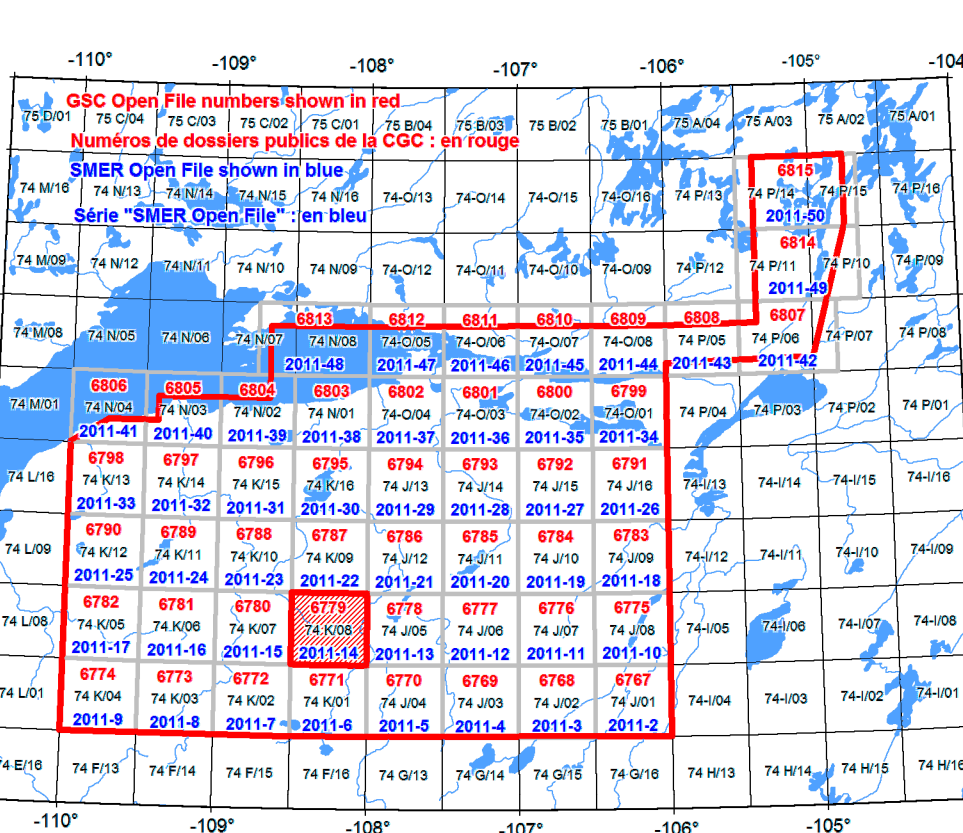 -110° -109° -108° -107° -106° -105° -104
GSC Open File numbers shown in red
75 D/01 75 C/04 75 C/03 75 C/02 75 C/01 75 B/04 75 B/03 75 B/02 75 B/01 75 A/04 75 A/03 75 A/02 75 A/01
Numéros de dossiers publics de la CGC : en rouge
SMER Open File shown in blue
6815
74 M/16 74 N/13 74 N/14 74 N/15 74 N/16 74-O/13 74-O/14 74-O/15 74-O/16 74 P/13 74 P/14 74 P/15 74 P/16
Série "SMER Open File" : en bleu
2011-50
6814
74 M/09 74 N/12 74 N/11 74 N/10 74 N/09 74-O/12 74-O/11 74-O/10 74-O/09 74 P/12 74 P/11 74 P/10 74 P/09
2011-49
6813 6812 6811 6810 6809 6808 6807
74 M/08 74 N/05 74 N/06 74 N/07 74 N/08 74-O/05 74-O/06 74-O/07 74-O/08 74 P/05 74 P/06 74 P/07 74 P/08
2011-48 2011-47 2011-46 2011-45 2011-44 2011-43 2011-42
6806 6805 6804 6803 6802 6801 6800 6799
74 M/01 74 N/04 74 N/03 74 N/02 74 N/01 74-O/04 74-O/03 74-O/02 74-O/01 74 P/04 74 P/03 74 P/02 74 P/01
2011-41 2011-40 2011-39 2011-38 2011-37 2011-36 2011-35 2011-34
6798 6797 6796 6795 6794 6793 6792 6791
74 L/16 74 K/13 74 K/14 74 K/15 74 K/16 74 J/13 74 J/14 74 J/15 74 J/16 74-I/13 74-I/14 74-I/15 74-I/16
2011-33 2011-32 2011-31 2011-30 2011-29 2011-28 2011-27 2011-26
6790 6789 6788 6787 6786 6785 6784 6783
74 L/09 74 K/12 74 K/11 74 K/10 74 K/09 74 J/12 74 J/11 74 J/10 74 J/09 74-I/12 74-I/11 74-I/10 74-I/09
2011-25 2011-24 2011-23 2011-22 2011-21 2011-20 2011-19 2011-18
6782 6781 6780 6779 6778 6777 6776 6775
74 L/08 74 K/05 74 K/06 74 K/07 74 K/08 74 J/05 74 J/06 74 J/07 74 J/08 74-I/05 74-I/06 74-I/07 74-I/08
2011-17 2011-16 2011-15 2011-14 2011-13 2011-12 2011-11 2011-10
6774 6773 6772 6771 6770 6769 6768 6767
74 L/01 74 K/04 74 K/03 74 K/02 74 K/01 74 J/04 74 J/03 74 J/02 74 J/01 74-I/04 74-I/03 74-I/02 74-I/01
2011-9 2011-8 2011-7 2011-6 2011-5 2011-4 2011-3 2011-2
74 E/16 74 F/13 74 F/14 74 F/15 74 F/16 74 G/13 74 G/14 74 G/15 74 G/16 74 H/13 74 H/14 74 H/15 74 H/16
-110° -109° -108° -107° -106° -105°